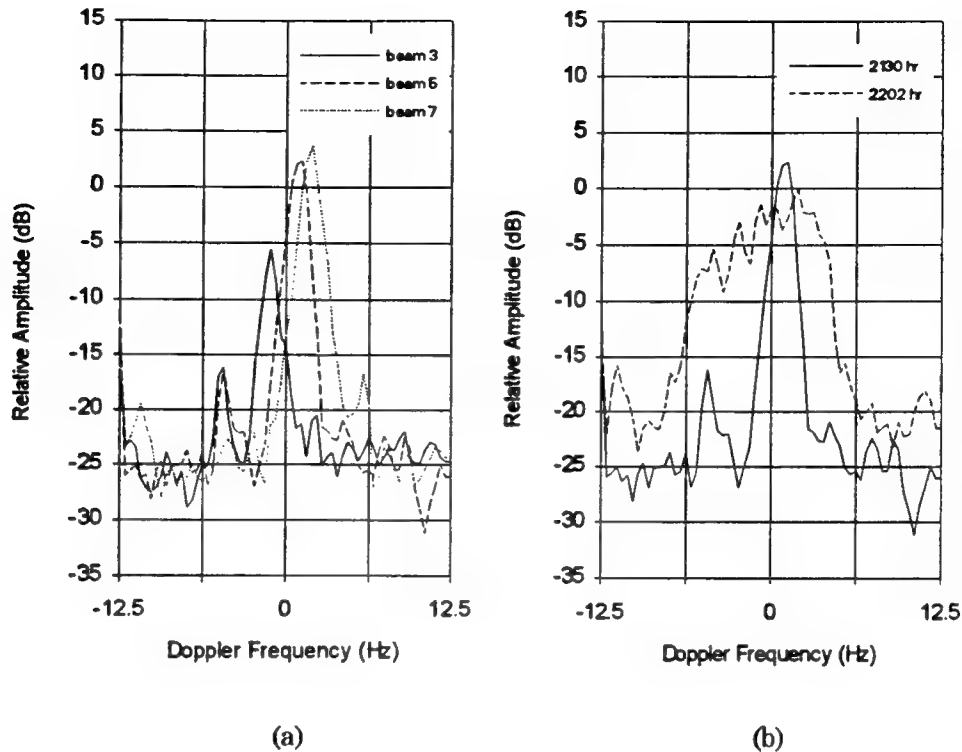 15
10
5
0
-5
-10
-15
-20
-25
-30
-35
Relative Amplitude (dB)
beam 3
beam 5
beam 7
-12.5
0
12.5
Doppler Frequency (Hz)
(a)
15
10
5
0
-5
-10
-15
-20
-25
-30
-35
Relative Amplitude (dB)
2130 hr
2202 hr
-12.5
0
12.5
Doppler Frequency (Hz)
(b)